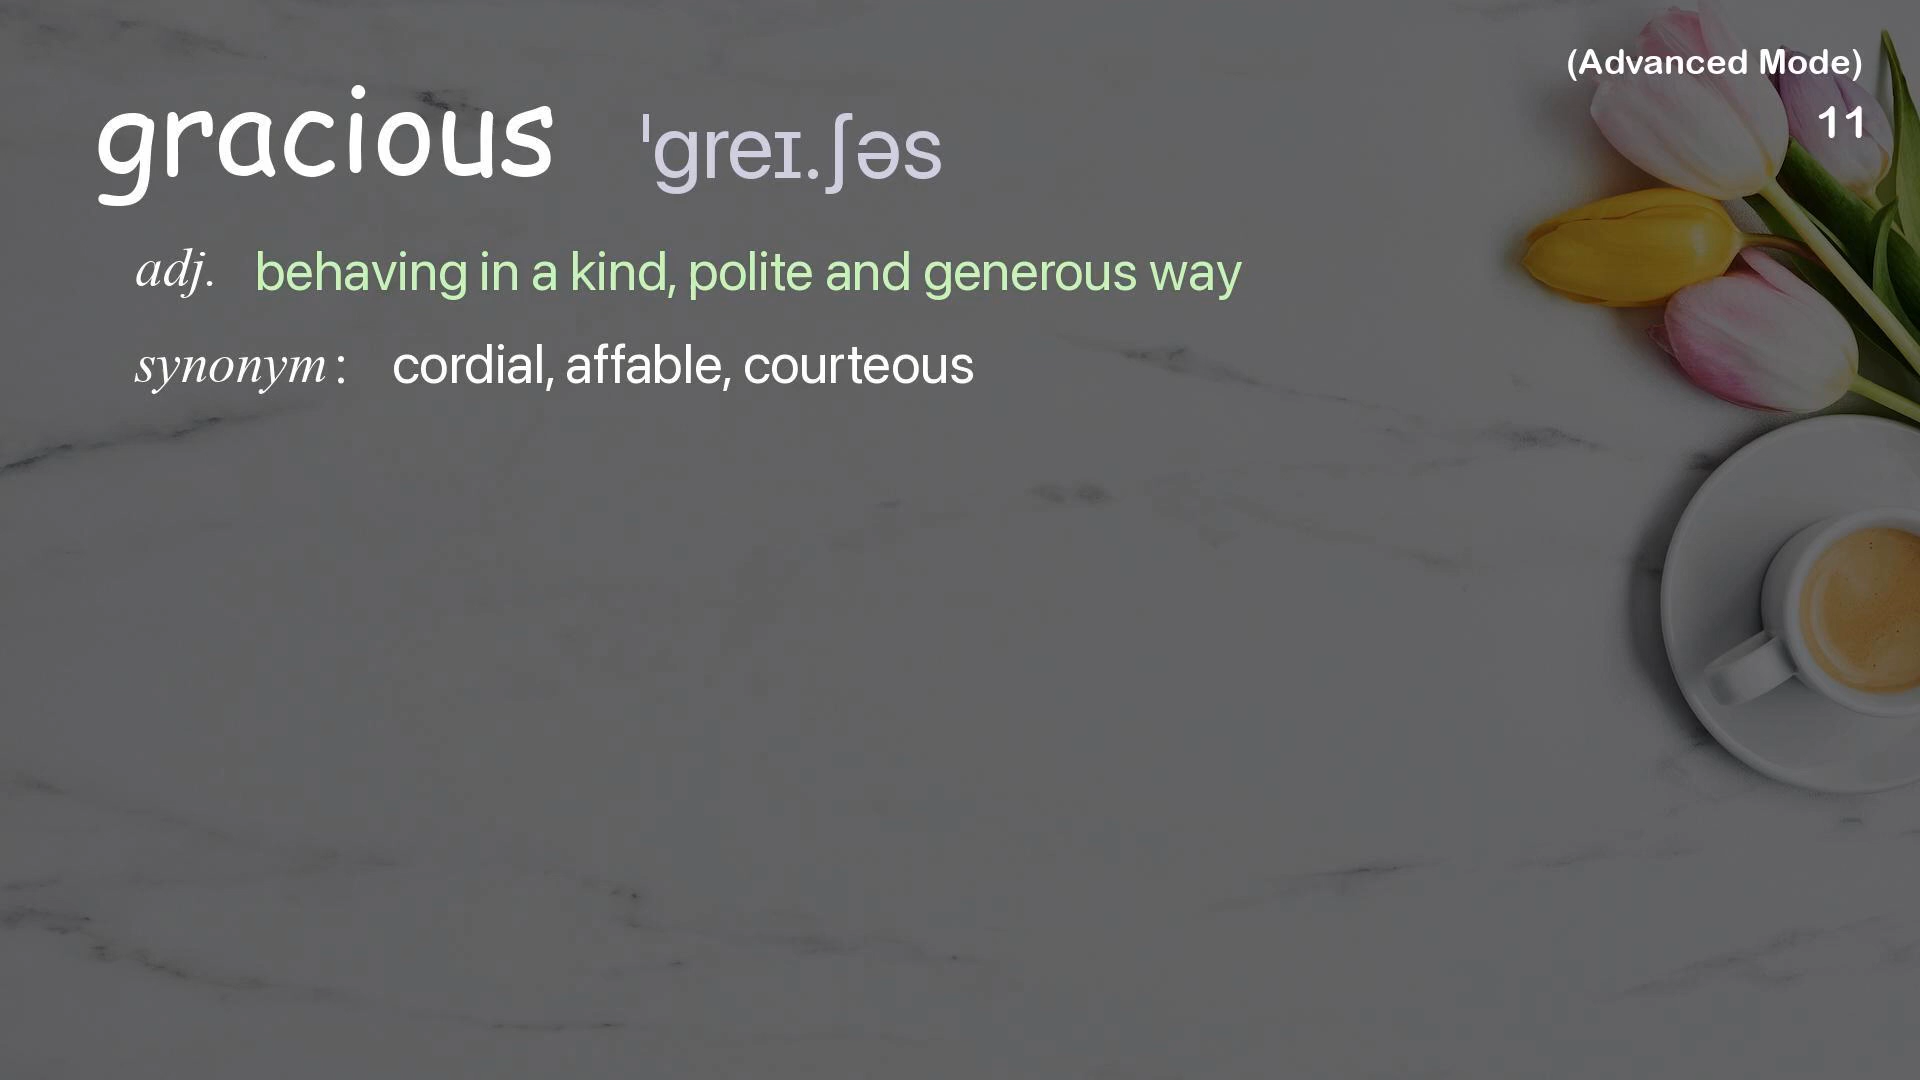 (Advanced Mode)
gracious ˈgreɪ.ʃəs
11
adj. behaving in a kind, polite and generous way
synonym : cordial, affable, courteous